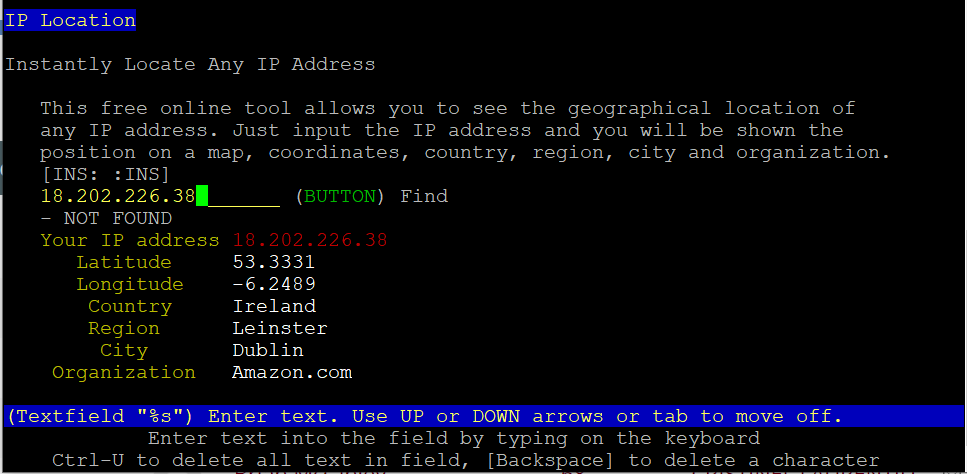 IP Location
Instantly Locate Any IP Address
This free online tool allows you to see the geographical location of
any IP address. Just input the IP address and you will be shown the
position on a map, coordinates, country, region, city and organization.
[INS: :INS]
18.202.226.38_______ (BUTTON) Find
- NOT FOUND
Your IP address 18.202.226.38
Latitude 53.3331
Longitude -6.2489
Country Ireland
Region Leinster
City Dublin
Organization Amazon.com
(Textfield "%s") Enter text. Use UP or DOWN arrows or tab to move off.
Enter text into the field by typing on the keyboard
Ctrl-U to delete all text in field, [Backspace] to delete a character